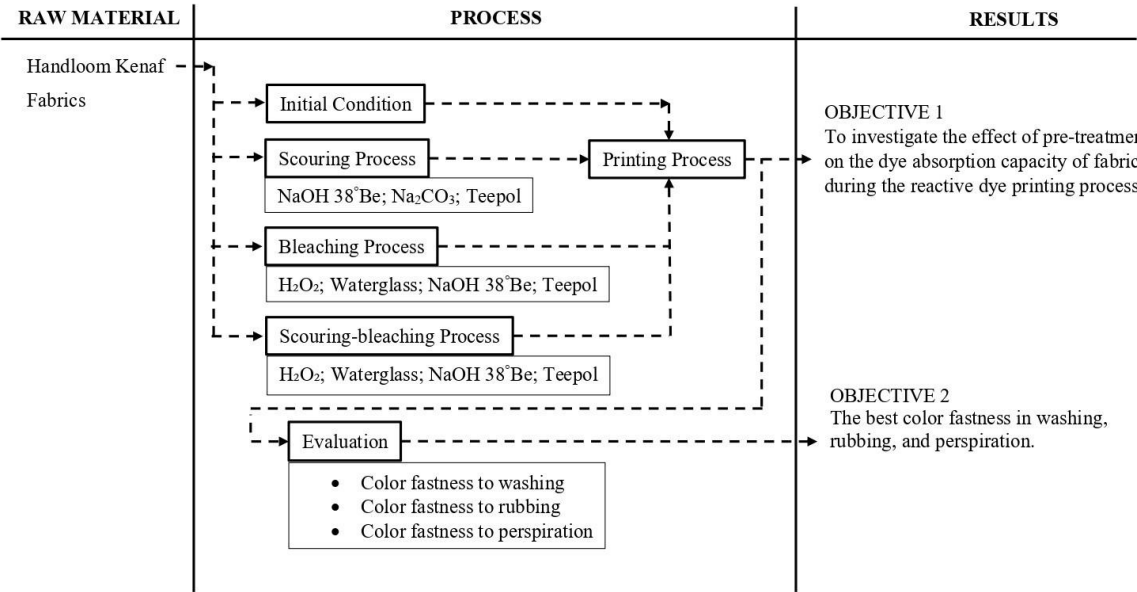 RAW MATERIAL
PROCESS
RESULTS
Handloom Kenaf
Fabrics
Initial Condition
Scouring Process
NaOH 38°Be; Na₂CO₃; Teepol
Bleaching Process
H₂O₂; Waterglass; NaOH 38°Be; Teepol
Scouring-bleaching Process
H₂O₂; Waterglass; NaOH 38°Be; Teepol
Printing Process
Evaluation
• Color fastness to washing
• Color fastness to rubbing
• Color fastness to perspiration
OBJECTIVE 1
To investigate the effect of pre-treatmen
on the dye absorption capacity of fabric
during the reactive dye printing process
OBJECTIVE 2
The best color fastness in washing,
rubbing, and perspiration.